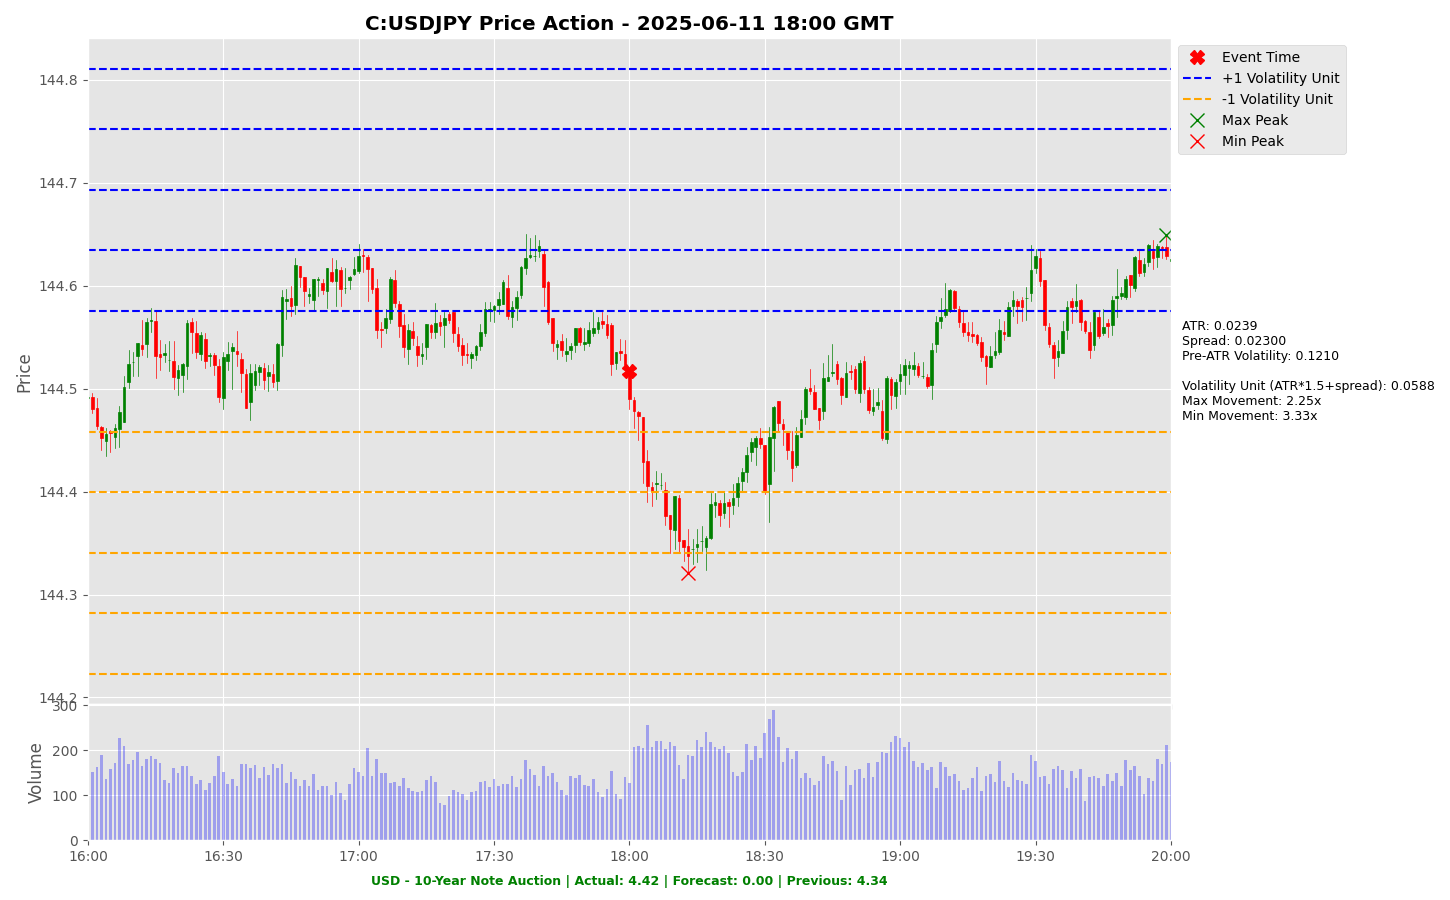 C:USDJPY Price Action - 2025-06-11 18:00 GMT
Event Time
+1 Volatility Unit
-1 Volatility Unit
Max Peak
Min Peak
Price
144.8
144.7
144.6
144.5
144.4
144.3
144.2
ATR: 0.0239
Spread: 0.02300
Pre-ATR Volatility: 0.1210
Volatility Unit (ATR*1.5+spread): 0.0588
Max Movement: 2.25x
Min Movement: 3.33x
Volume
300
200
100
0
16:00 16:30 17:00 17:30 18:00 18:30 19:00 19:30 20:00
USD - 10-Year Note Auction | Actual: 4.42 | Forecast: 0.00 | Previous: 4.34